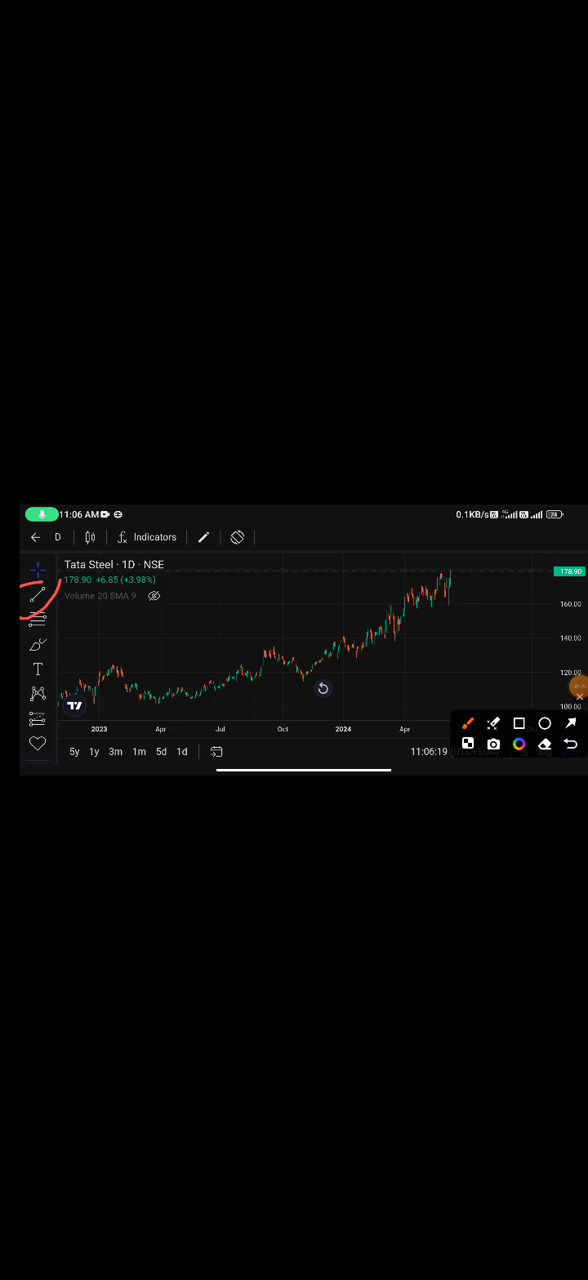 11:06 AM
0.1KB/s
74
D
Indicators
Tata Steel · 1D · NSE
178.90 +6.85 (+3.98%)
Volume 20 SMA 9
178.90
160.00
140.00
120.00
100.00
2023 Apr Jul Oct 2024 Apr
5y 1y 3m 1m 5d 1d
11:06:19